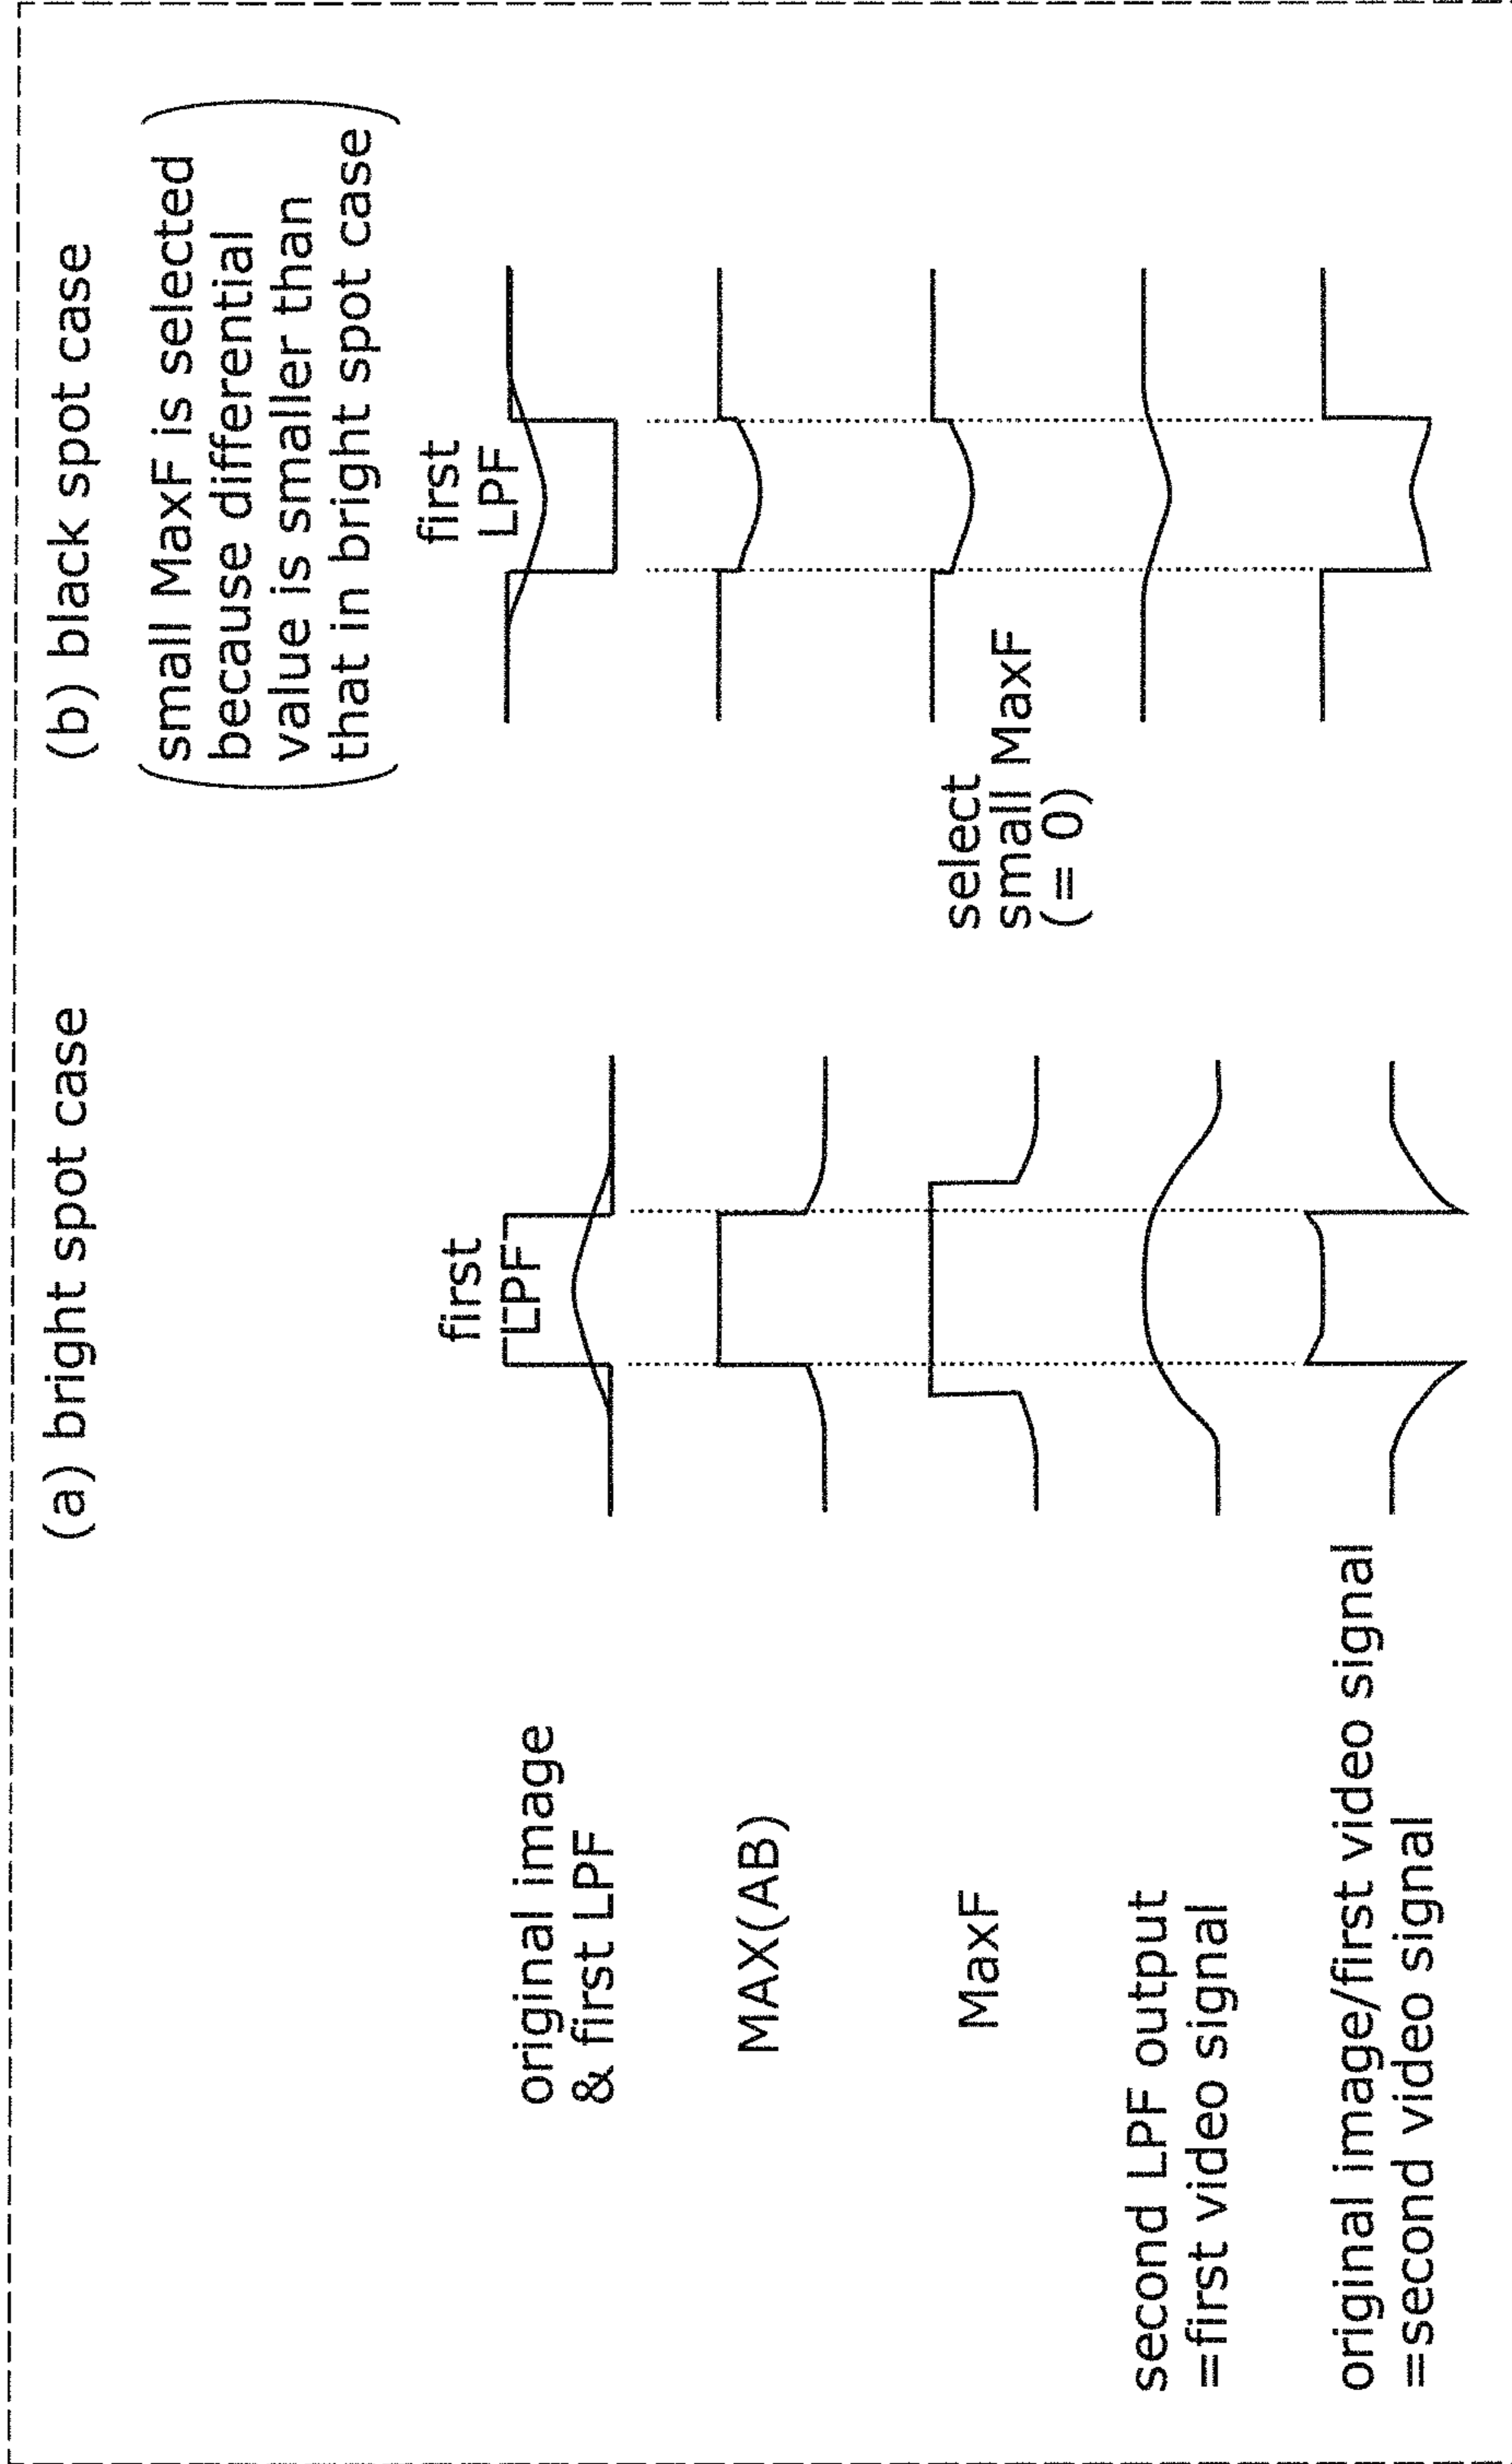 (a) bright spot case
(b) black spot case
small MaxF is selected
because differential
value is smaller than
that in bright spot case
original image
& first LPF
first
LPF
first
LPF
MAX(AB)
MaxF
select
small MaxF
(= 0)
second LPF output
=first video signal
original image/first video signal
=second video signal